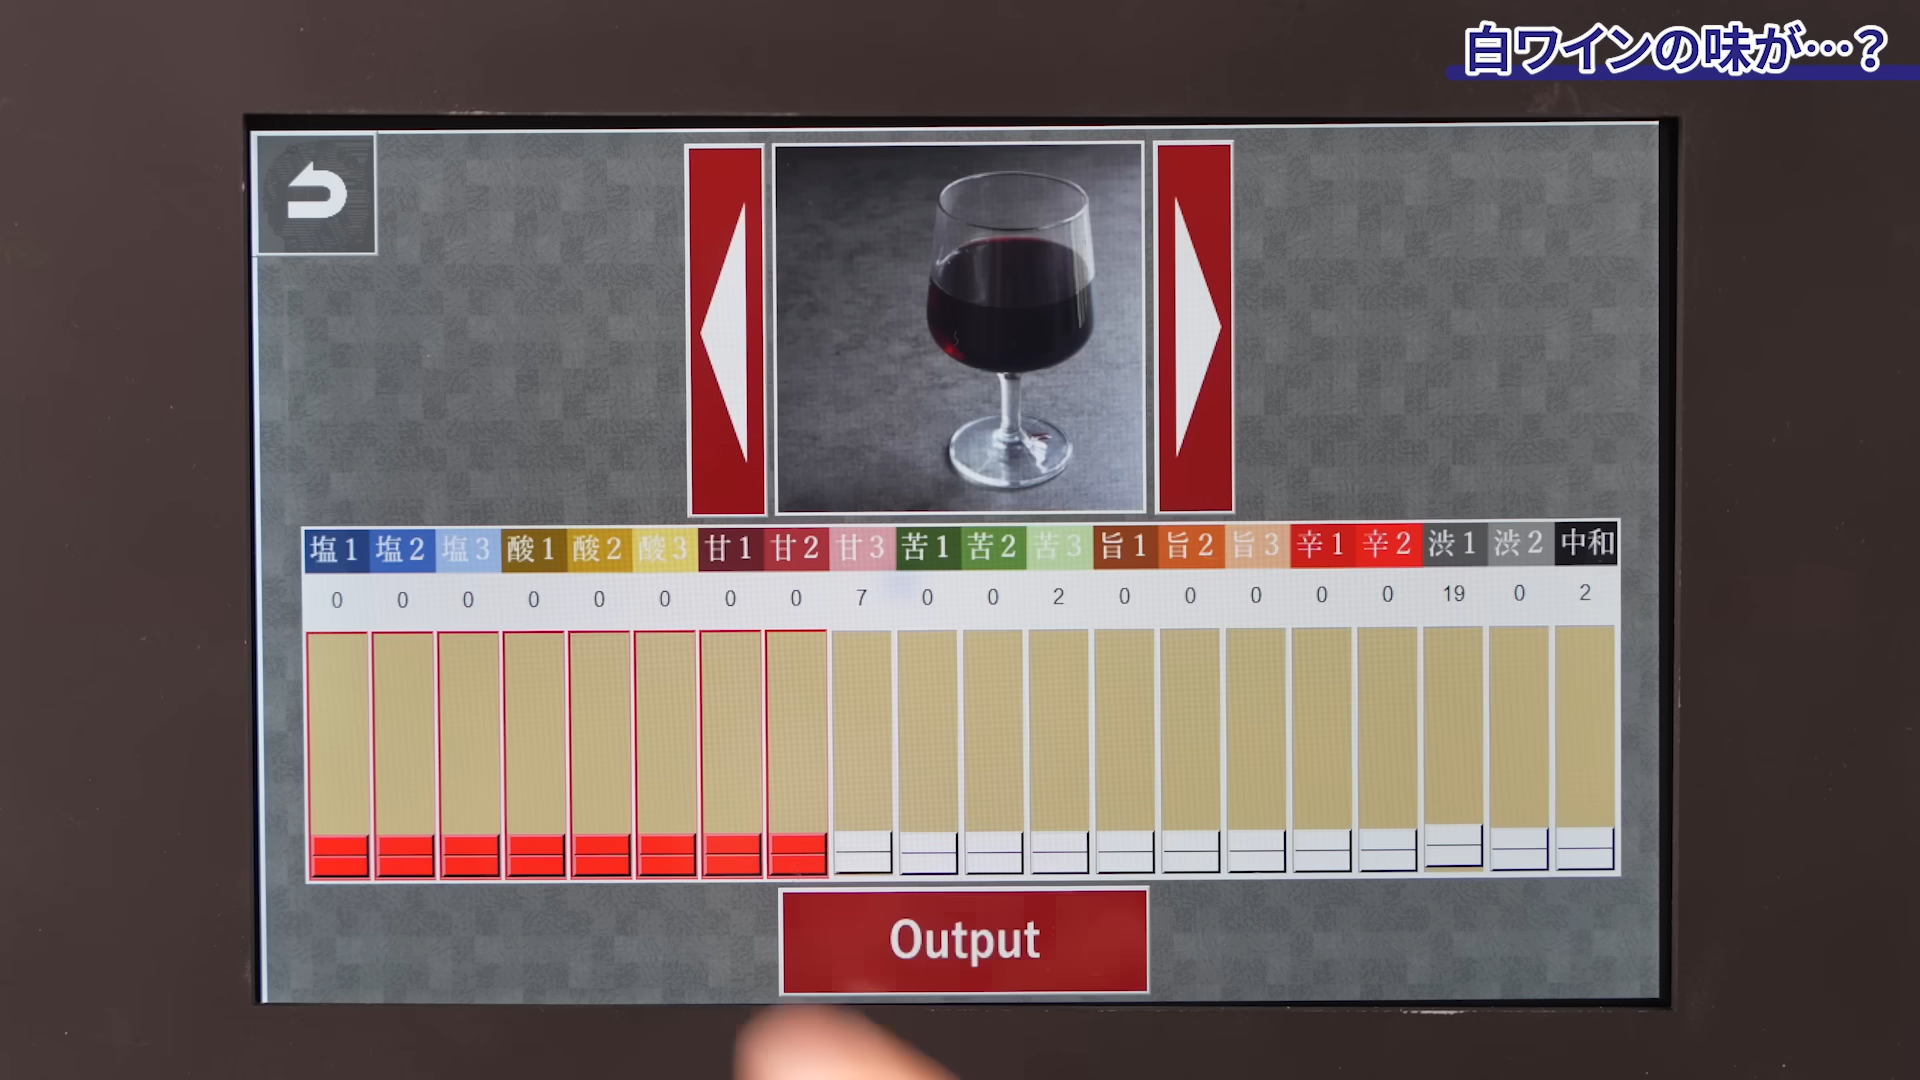 白ワインの味が…？
塩1 塩2 塩3 酸1 酸2 酸3 甘1 甘2 甘3 苦1 苦2 苦3 旨1 旨2 旨3 辛1 辛2 渋1 渋2 中和
0 0 0 0 0 0 0 0 7 0 0 2 0 0 0 0 0 19 0 2
Output